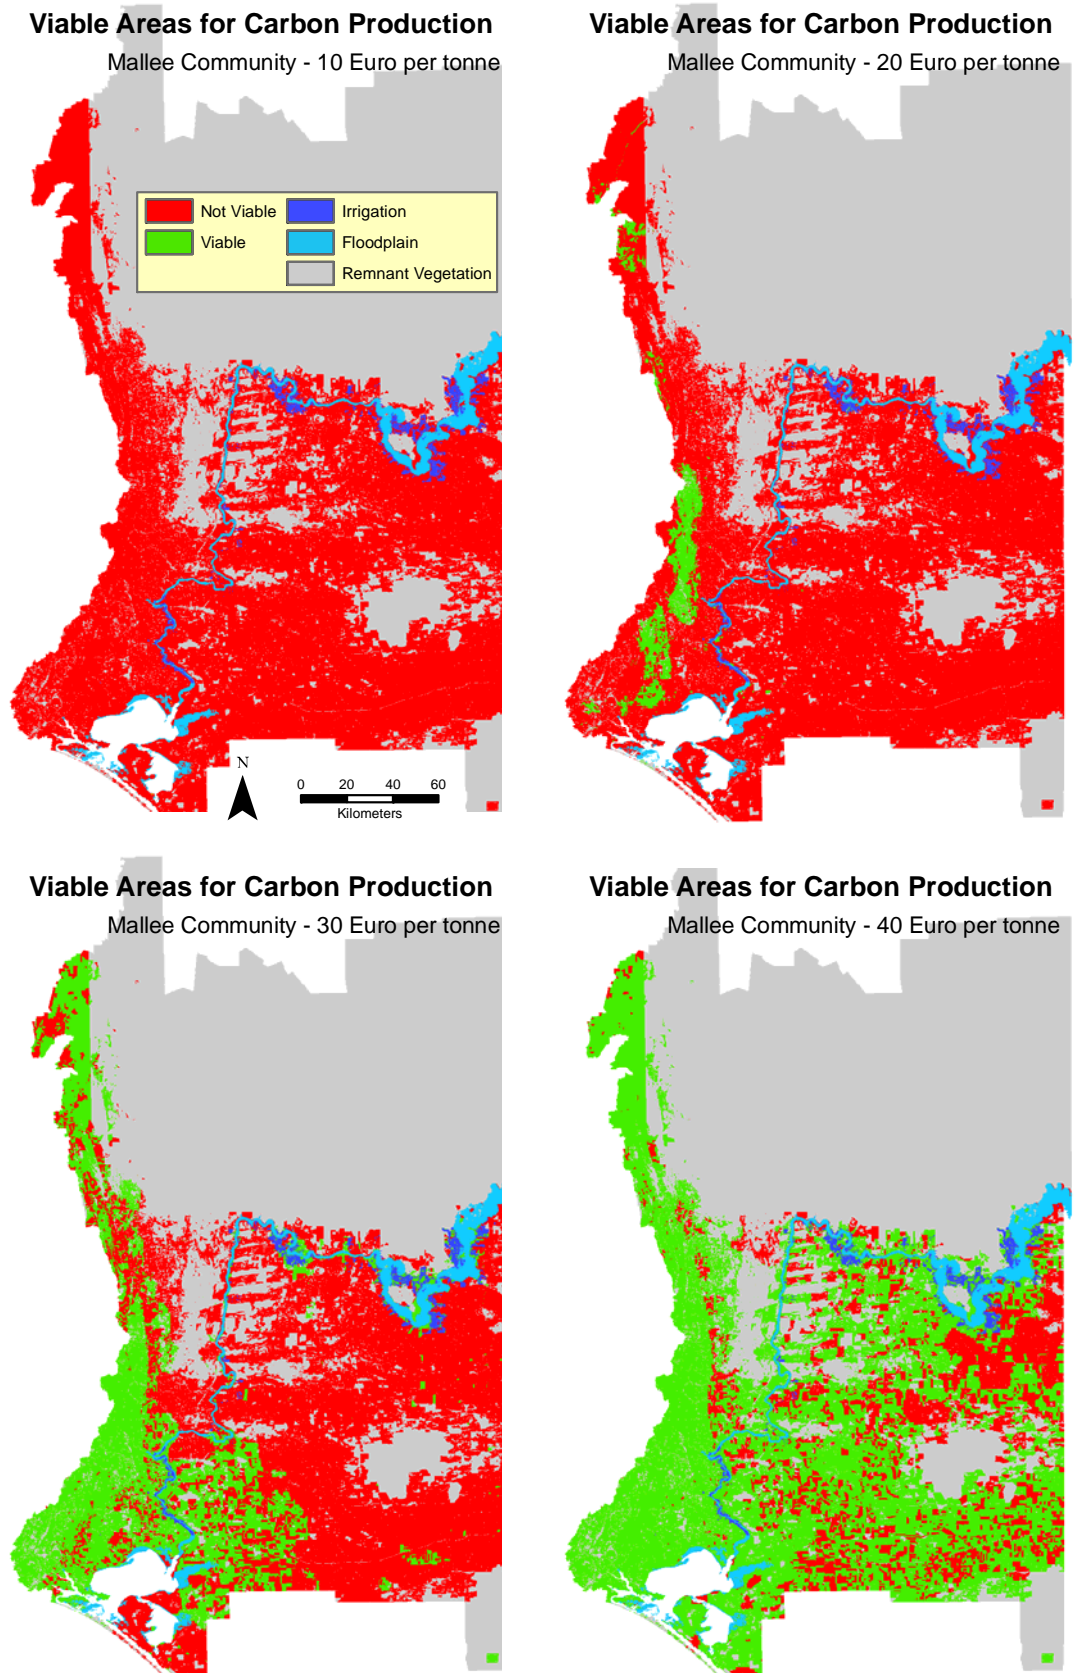 Viable Areas for Carbon Production
Mallee Community - 10 Euro per tonne
Not Viable
Irrigation
Viable
Floodplain
Remnant Vegetation
N
0 20 40 60
Kilometers
Viable Areas for Carbon Production
Mallee Community - 20 Euro per tonne
Viable Areas for Carbon Production
Mallee Community - 30 Euro per tonne
Viable Areas for Carbon Production
Mallee Community - 40 Euro per tonne